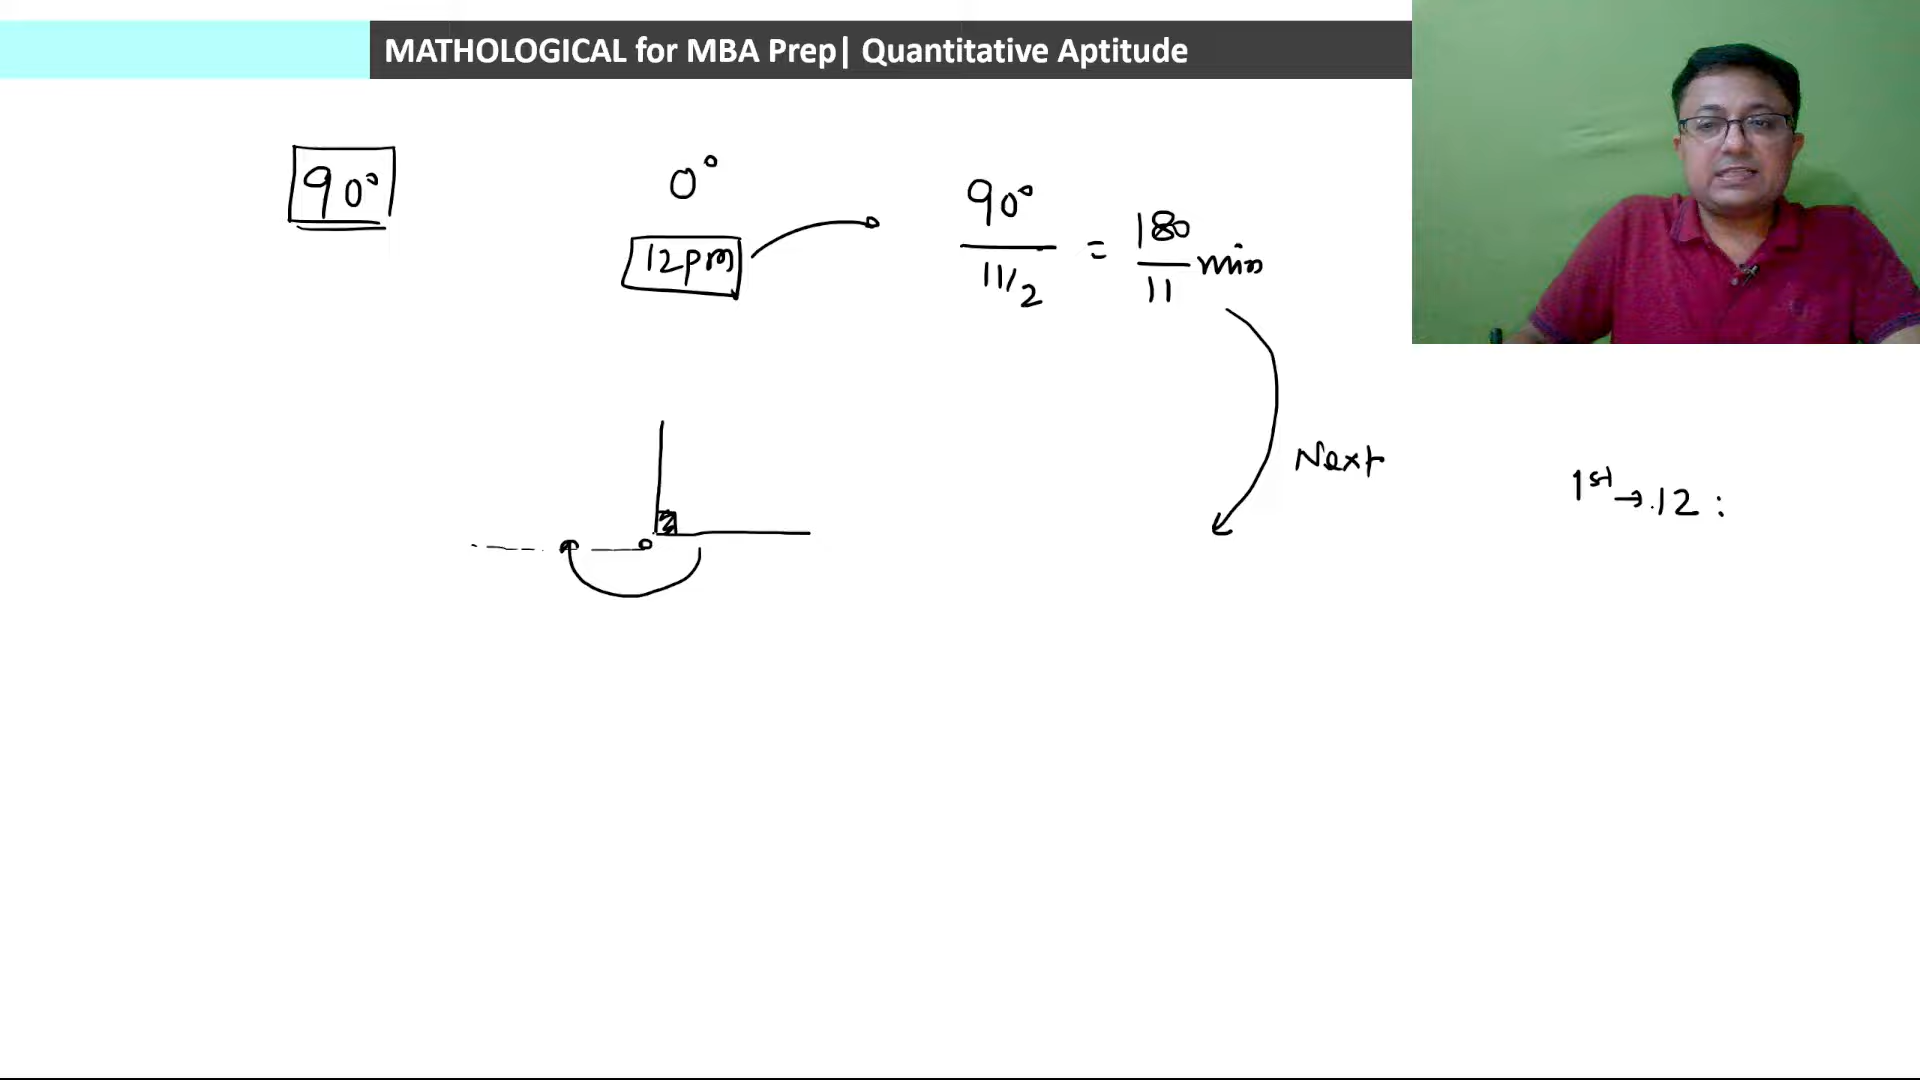 MATHOLOGICAL for MBA Prep| Quantitative Aptitude
90°
0°
12pm
90° / 11/2 = 180 / 11 min
Next
1st → 12 :